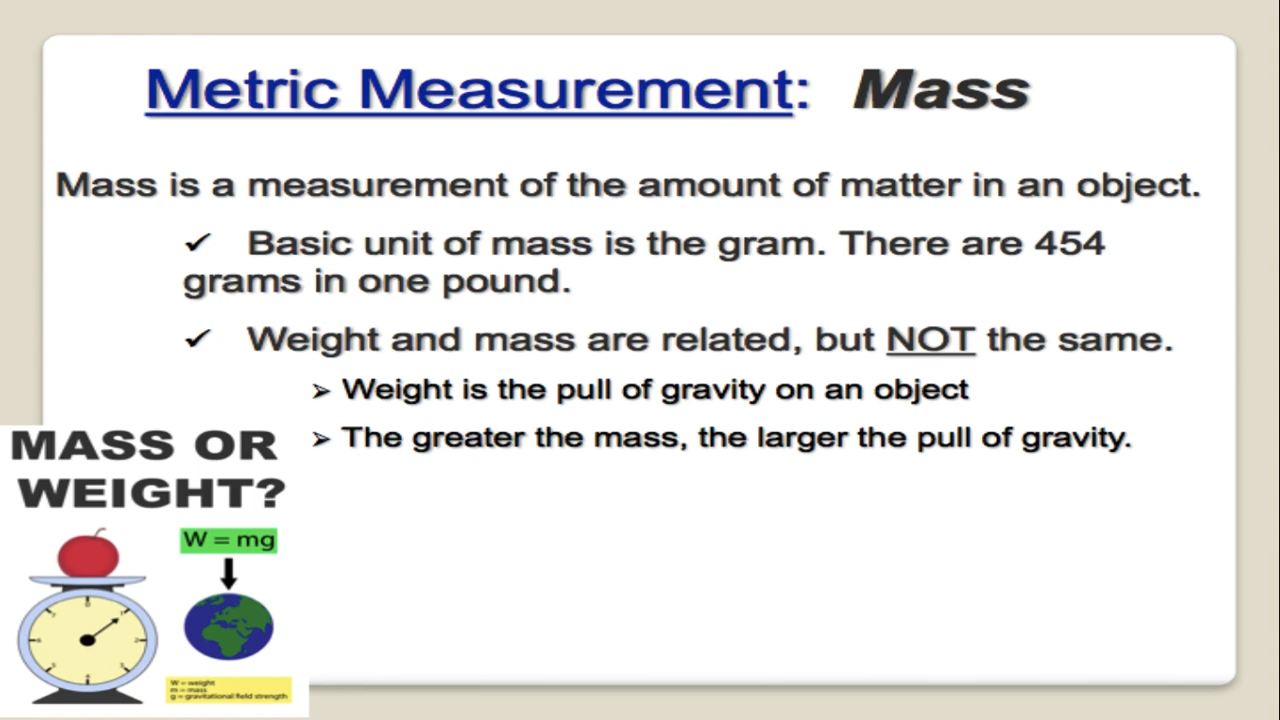 Metric Measurement: Mass
Mass is a measurement of the amount of matter in an object.
✓ Basic unit of mass is the gram. There are 454
grams in one pound.
✓ Weight and mass are related, but NOT the same.
➢ Weight is the pull of gravity on an object
➢ The greater the mass, the larger the pull of gravity.
MASS OR
WEIGHT?
W = mg
W = weight
m = mass
g = gravitational field strength